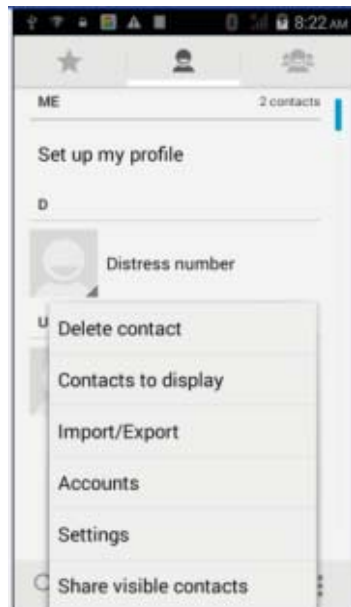 8:22 AM
ME 2 contacts
Set up my profile
D
Distress number
U
Delete contact
Contacts to display
Import/Export
Accounts
Settings
Share visible contacts